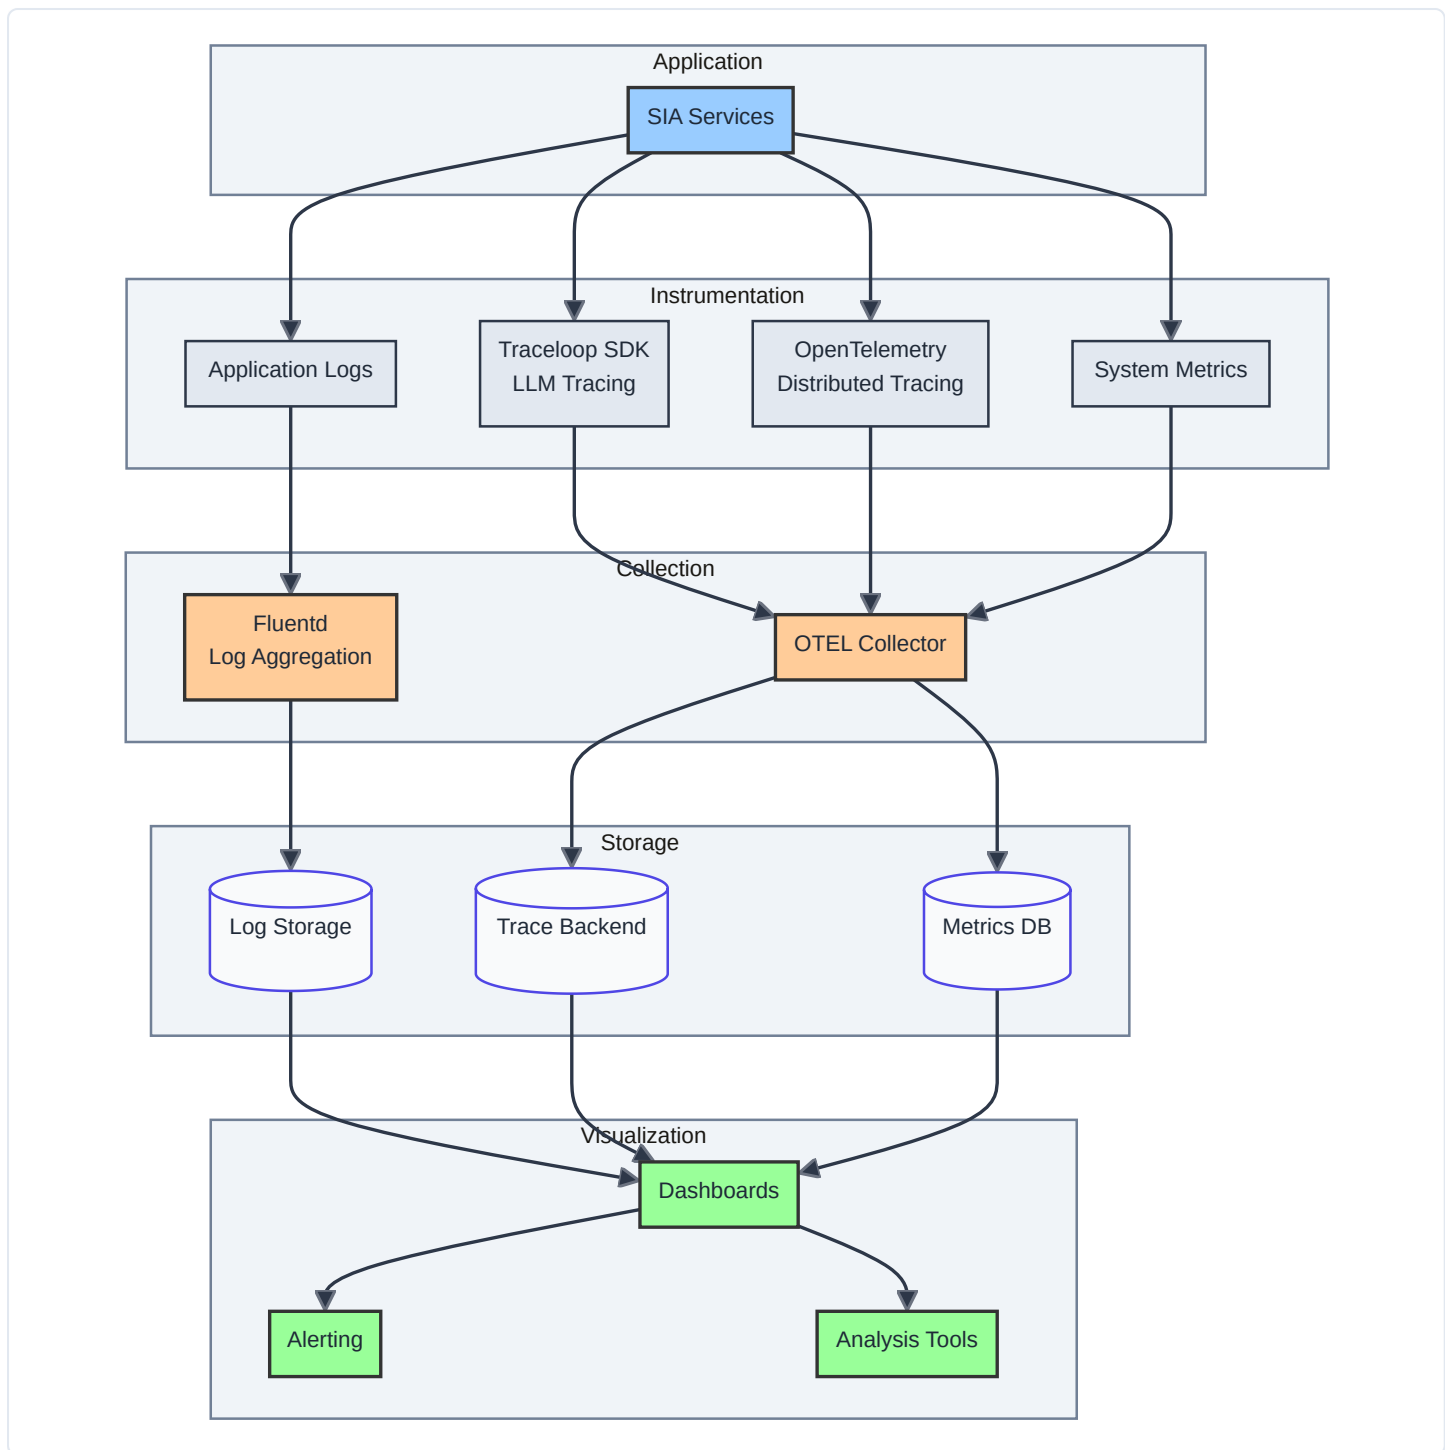 Application
SIA Services
Instrumentation
Application Logs
Traceloop SDK
LLM Tracing
OpenTelemetry
Distributed Tracing
System Metrics
Collection
Fluentd
Log Aggregation
OTEL Collector
Storage
Log Storage
Trace Backend
Metrics DB
Visualization
Dashboards
Alerting
Analysis Tools